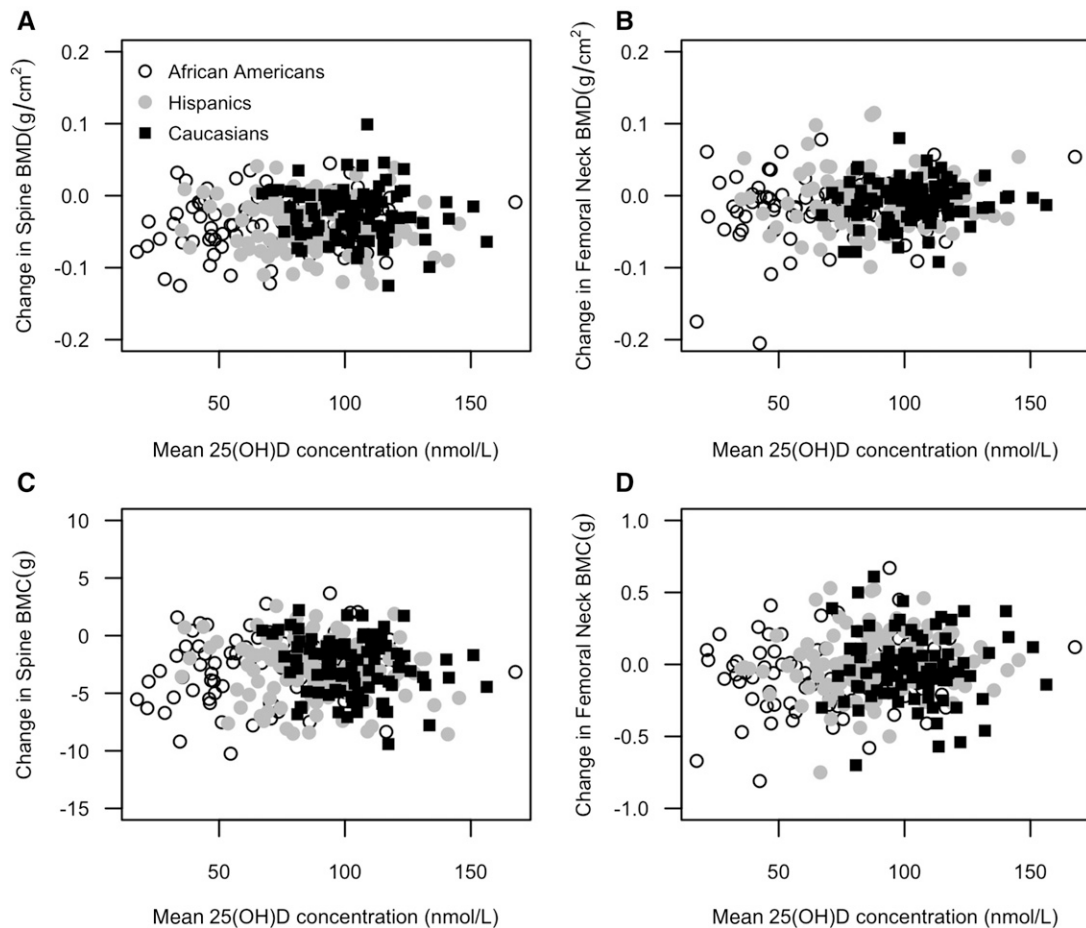 A
B
Change in Spine BMD(g/cm²)
0.2
0.1
0.0
-0.1
-0.2
African Americans
Hispanics
Caucasians
50
100
150
Mean 25(OH)D concentration (nmol/L)
Change in Femoral Neck BMD(g/cm²)
0.2
0.1
0.0
-0.1
-0.2
50
100
150
Mean 25(OH)D concentration (nmol/L)
C
D
Change in Spine BMC(g)
10
5
0
-5
-10
-15
50
100
150
Mean 25(OH)D concentration (nmol/L)
Change in Femoral Neck BMC(g)
1.0
0.5
0.0
-0.5
-1.0
50
100
150
Mean 25(OH)D concentration (nmol/L)